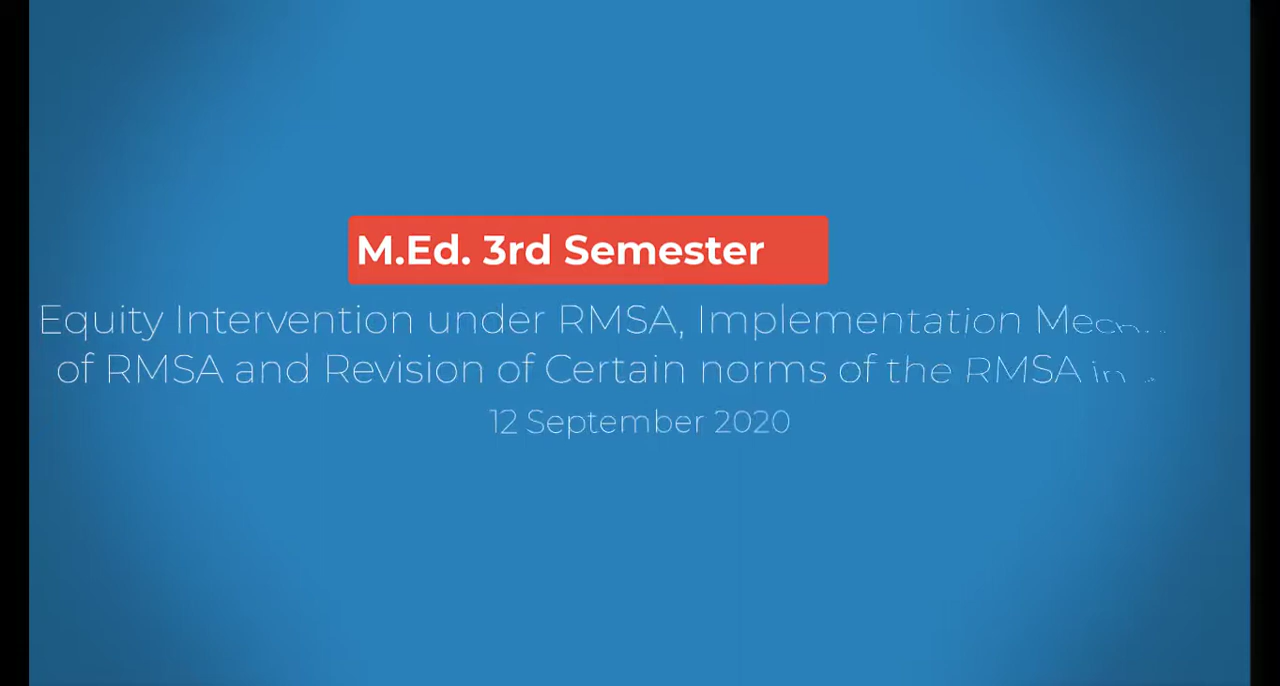 M.Ed. 3rd Semester
Equity Intervention under RMSA, Implementation
of RMSA and Revision of Certain norms of the RMSA in
12 September 2020